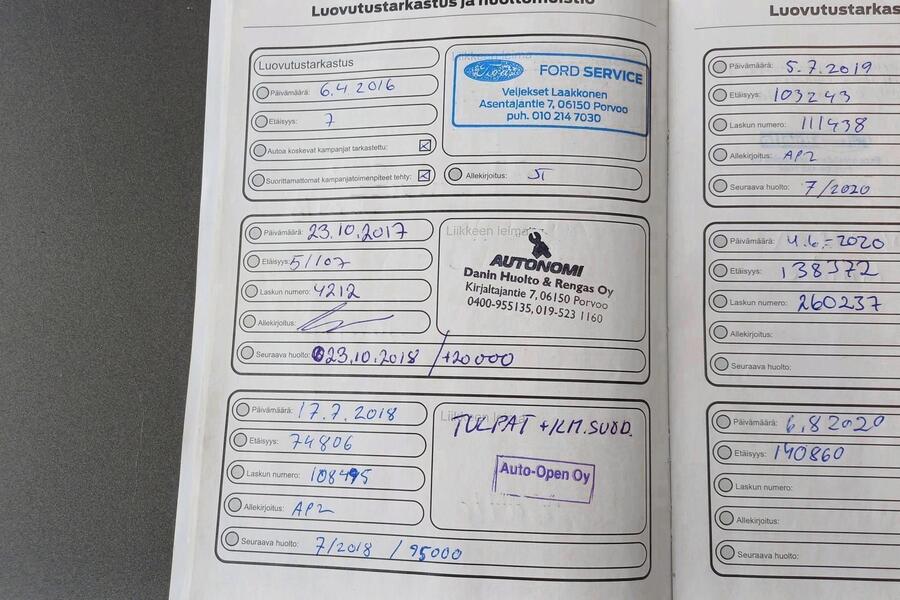 Luovutustarkastus ja huoltomuistio
Luovutustarkastus
Päivämäärä: 6.4 2016
Etäisyys: 7
Autoa koskevat kampanjat tarkastettu:
Suorittamattomat kampanjatoimenpiteet tehty:
Liikkeen leima
Ford
FORD SERVICE
Veljekset Laakkonen
Asentajantie 7, 06150 Porvoo
puh. 010 214 7030
Allekirjoitus:
Päivämäärä: 23.10.2017
Etäisyys: 51107
Laskun numero: 4212
Allekirjoitus:
Liikkeen leima
AUTONOMI
Danin Huolto & Rengas Oy
Kirjaltajantie 7, 06150 Porvoo
0400-955135, 019-523 1160
Seuraava huolto: 23.10.2018 /+20000
Päivämäärä: 17.7.2018
Etäisyys: 74806
Laskun numero: 108495
Allekirjoitus: AP2
Liikkeen leima
TULPAT + ILM.SUOD.
Auto-Open Oy
Seuraava huolto: 7/2018 / 95000
Luovutustarkas
Päivämäärä: 5.7.2019
Etäisyys: 103243
Laskun numero: 111438
Allekirjoitus: AP2
Seuraava huolto: 7/2020
Päivämäärä: 4.6.-2020
Etäisyys: 138372
Laskun numero: 260237
Allekirjoitus:
Seuraava huolto:
Päivämäärä: 6.8 2020
Etäisyys: 140860
Laskun numero:
Allekirjoitus:
Seuraava huolto: